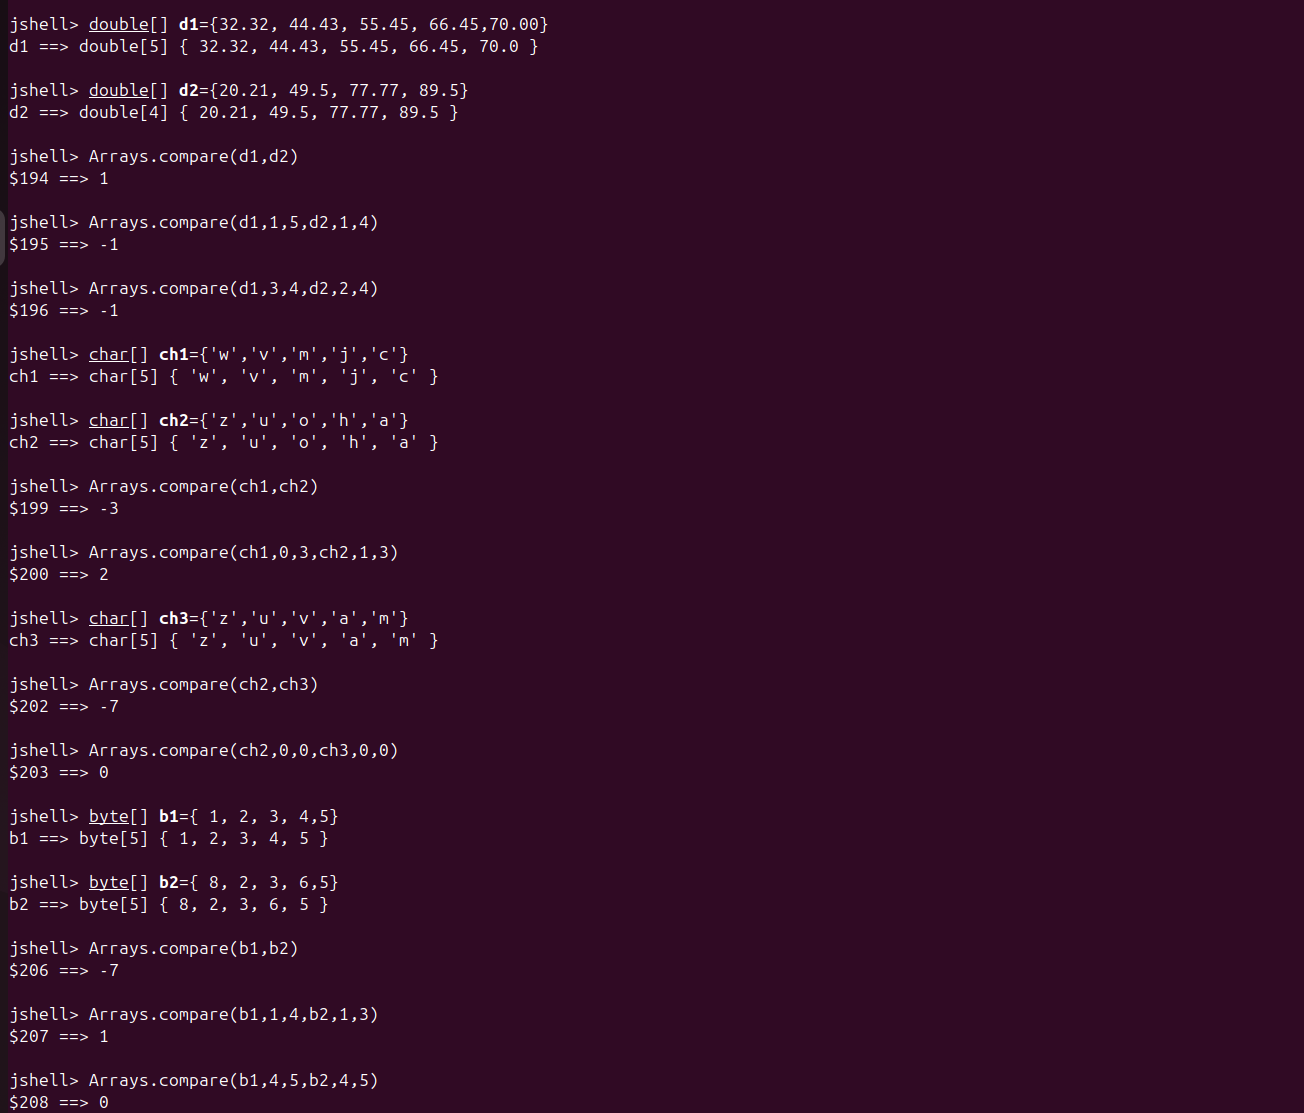 jshell> double[] d1={32.32, 44.43, 55.45, 66.45,70.00}
d1 ==> double[5] { 32.32, 44.43, 55.45, 66.45, 70.0 }
jshell> double[] d2={20.21, 49.5, 77.77, 89.5}
d2 ==> double[4] { 20.21, 49.5, 77.77, 89.5 }
jshell> Arrays.compare(d1,d2)
$194 ==> 1
jshell> Arrays.compare(d1,1,5,d2,1,4)
$195 ==> -1
jshell> Arrays.compare(d1,3,4,d2,2,4)
$196 ==> -1
jshell> char[] ch1={'w','v','m','j','c'}
ch1 ==> char[5] { 'w', 'v', 'm', 'j', 'c' }
jshell> char[] ch2={'z','u','o','h','a'}
ch2 ==> char[5] { 'z', 'u', 'o', 'h', 'a' }
jshell> Arrays.compare(ch1,ch2)
$199 ==> -3
jshell> Arrays.compare(ch1,0,3,ch2,1,3)
$200 ==> 2
jshell> char[] ch3={'z','u','v','a','m'}
ch3 ==> char[5] { 'z', 'u', 'v', 'a', 'm' }
jshell> Arrays.compare(ch2,ch3)
$202 ==> -7
jshell> Arrays.compare(ch2,0,0,ch3,0,0)
$203 ==> 0
jshell> byte[] b1={ 1, 2, 3, 4,5}
b1 ==> byte[5] { 1, 2, 3, 4, 5 }
jshell> byte[] b2={ 8, 2, 3, 6,5}
b2 ==> byte[5] { 8, 2, 3, 6, 5 }
jshell> Arrays.compare(b1,b2)
$206 ==> -7
jshell> Arrays.compare(b1,1,4,b2,1,3)
$207 ==> 1
jshell> Arrays.compare(b1,4,5,b2,4,5)
$208 ==> 0